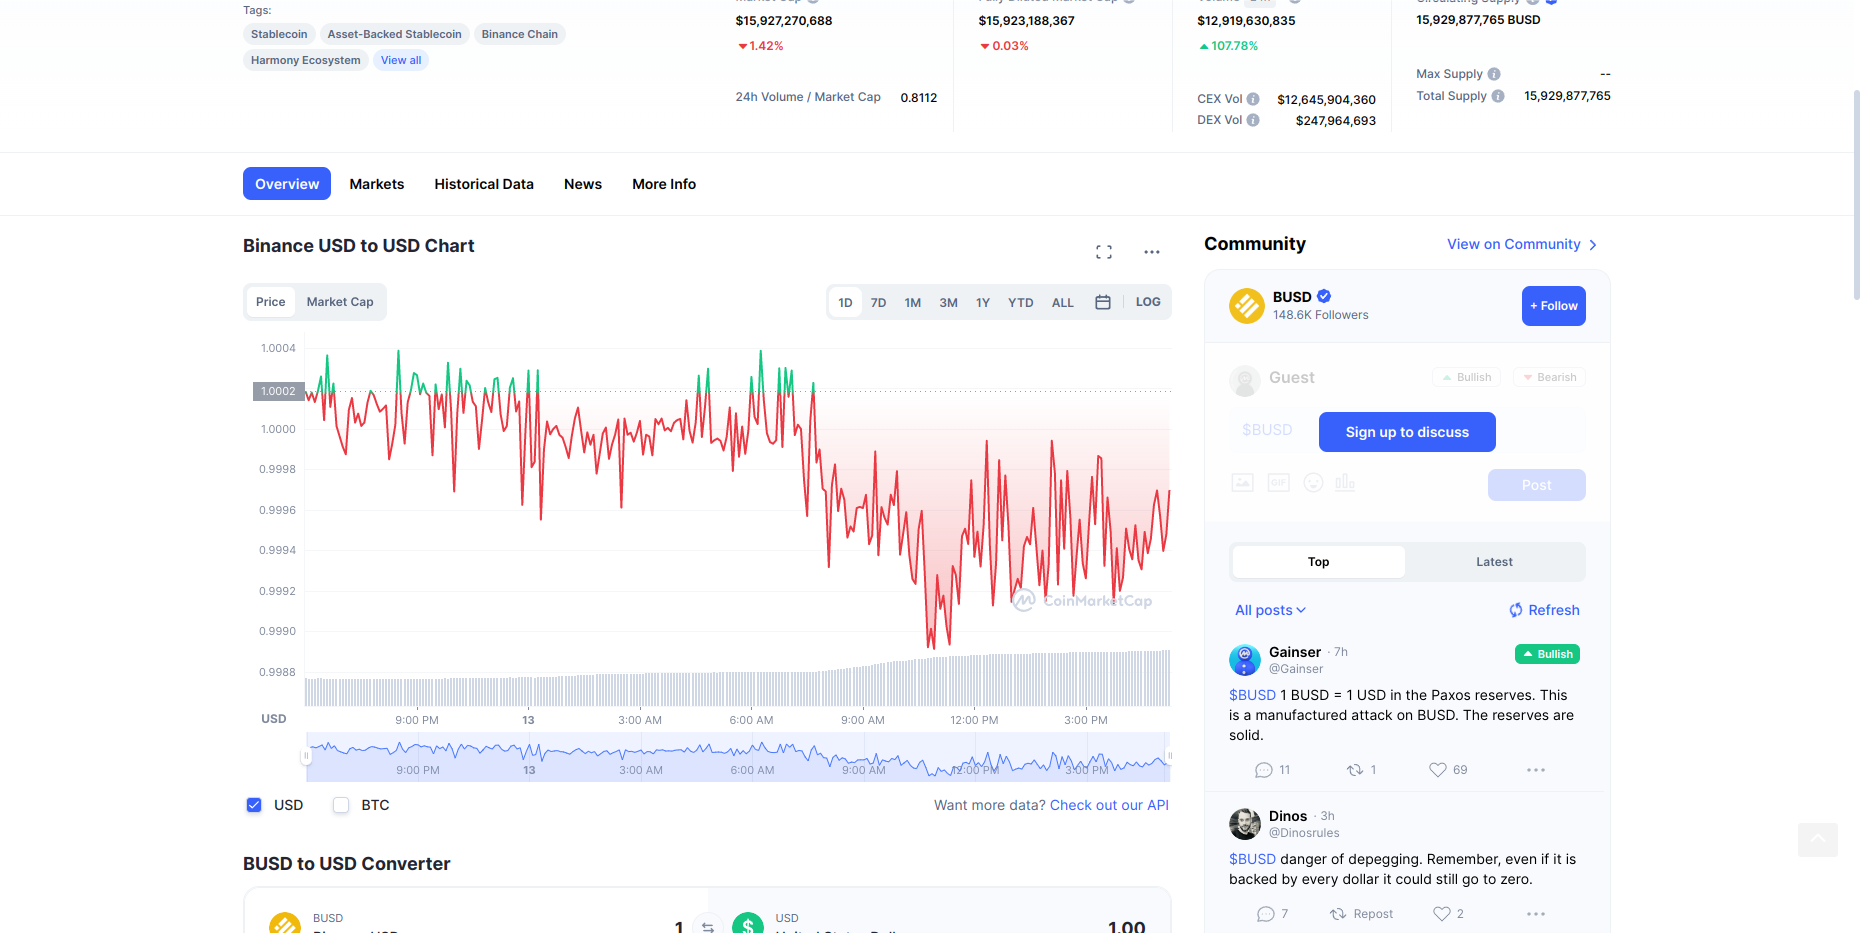 Tags:
Stablecoin Asset-Backed Stablecoin Binance Chain
Harmony Ecosystem View all
$15,927,270,688
1.42%
24h Volume / Market Cap 0.8112
Fully Diluted Market Cap
$15,923,188,367
0.03%
$12,919,630,835
107.78%
CEX Vol $12,645,904,360
DEX Vol $247,964,693
Circulating Supply
15,929,877,765 BUSD
Max Supply --
Total Supply 15,929,877,765
Overview Markets Historical Data News More Info
Binance USD to USD Chart
Price Market Cap
1D 7D 1M 3M 1Y YTD ALL LOG
1.0004
1.0002
1.0000
0.9998
0.9996
0.9994
0.9992
0.9990
0.9988
CoinMarketCap
USD 9:00 PM 13 3:00 AM 6:00 AM 9:00 AM 12:00 PM 3:00 PM
9:00 PM 13 3:00 AM 6:00 AM 9:00 AM 12:00 PM 3:00 PM
USD BTC
Want more data? Check out our API
BUSD to USD Converter
BUSD
1
USD
1.00
Community View on Community
BUSD
148.6K Followers
+ Follow
Guest Bullish Bearish
$BUSD
Sign up to discuss
GIF
Post
Top Latest
All posts Refresh
Gainser · 7h
@Gainser
Bullish
$BUSD 1 BUSD = 1 USD in the Paxos reserves. This
is a manufactured attack on BUSD. The reserves are
solid.
11 1 69
Dinos · 3h
@Dinosrules
$BUSD danger of depegging. Remember, even if it is
backed by every dollar it could still go to zero.
7 Repost 2